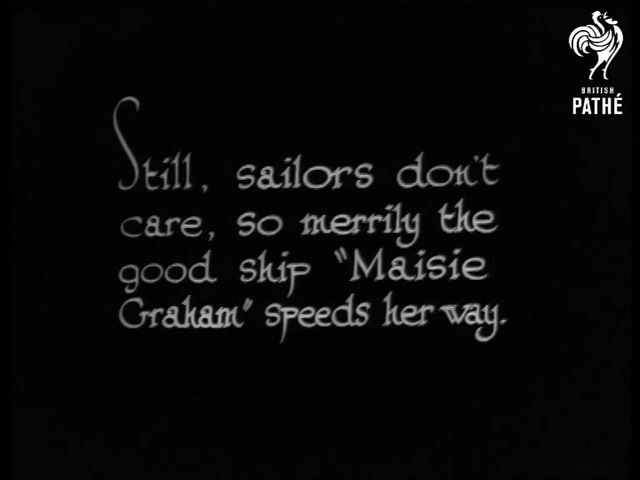 BRITISH
PATHÉ
Still, sailors don't
care, so merrily the
good ship "Maisie
Graham" speeds her way.